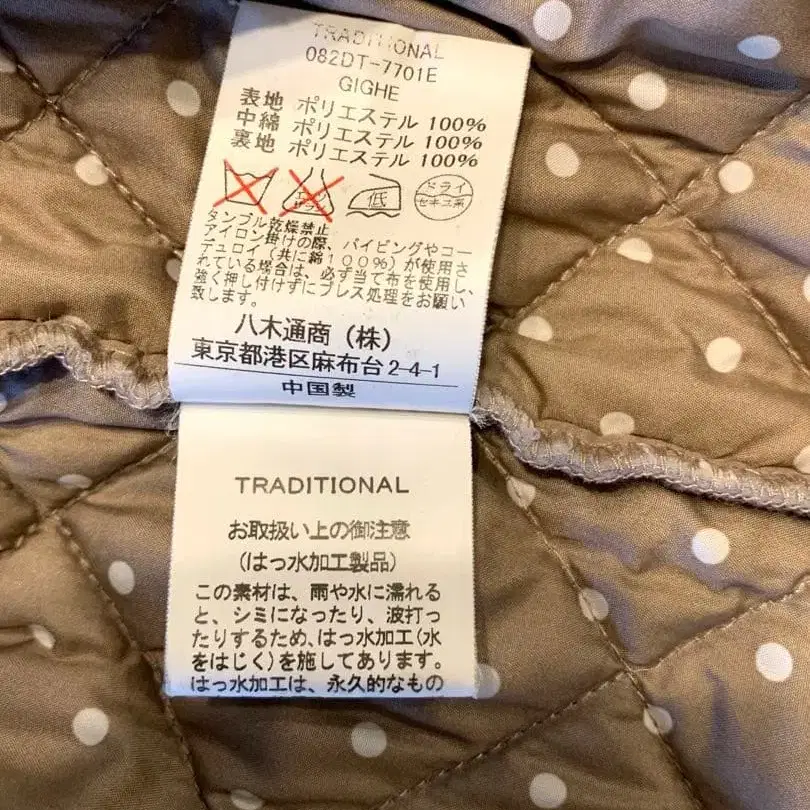 TRADITIONAL
082DT-7701E
GIGHE
表地 ポリエステル 100%
中綿 ポリエステル 100%
裏地 ポリエステル 100%
エンソ
サラシ
低
ドライ
セキユ系
タンブル乾燥禁止
アイロン掛けの際、パイピングやコー
デュロイ(共に綿100%)が使用さ
れている場合は、必ず当て布を使用し、
強く押し付けずにプレス処理をお願い
致します。
八木通商(株)
東京都港区麻布台2-4-1
中国製
TRADITIONAL
お取扱い上の御注意
(はっ水加工製品)
この素材は、雨や水に濡れる
と、シミになったり、波打っ
たりするため、はっ水加工(水
をはじく)を施してあります。
はっ水加工は、永久的なもの